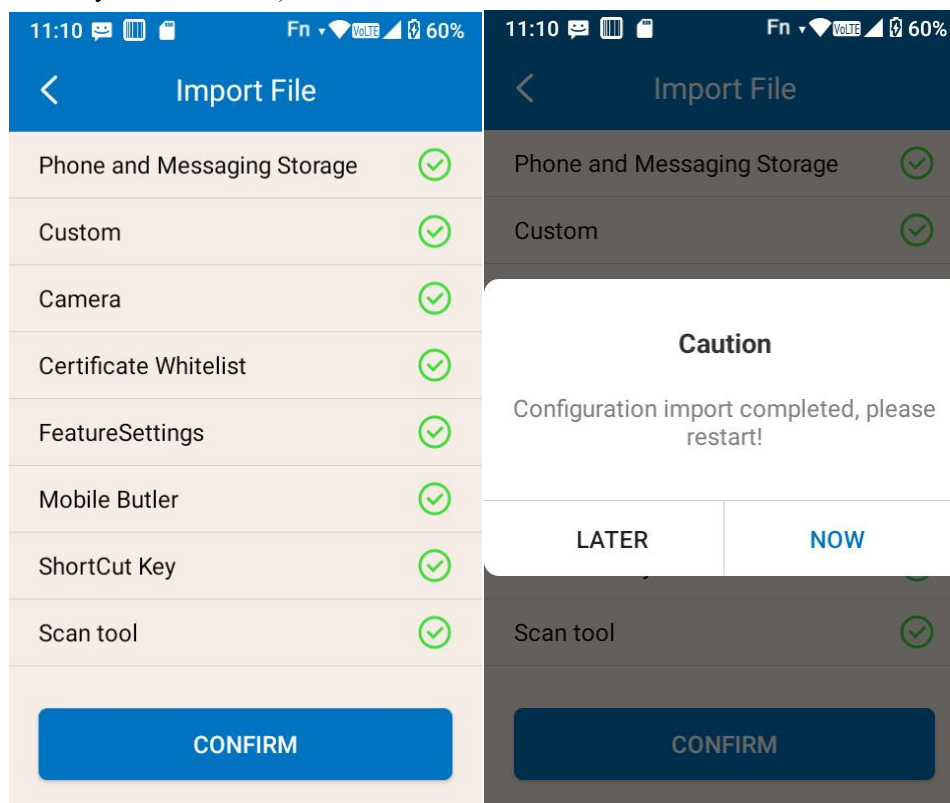 11:10 Fn VoLTE 60%
Import File
Phone and Messaging Storage
Custom
Camera
Certificate Whitelist
FeatureSettings
Mobile Butler
ShortCut Key
Scan tool
CONFIRM
11:10 Fn VoLTE 60%
Import File
Phone and Messaging Storage
Custom
Caution
Configuration import completed, please
restart!
LATER NOW
Scan tool
CONFIRM